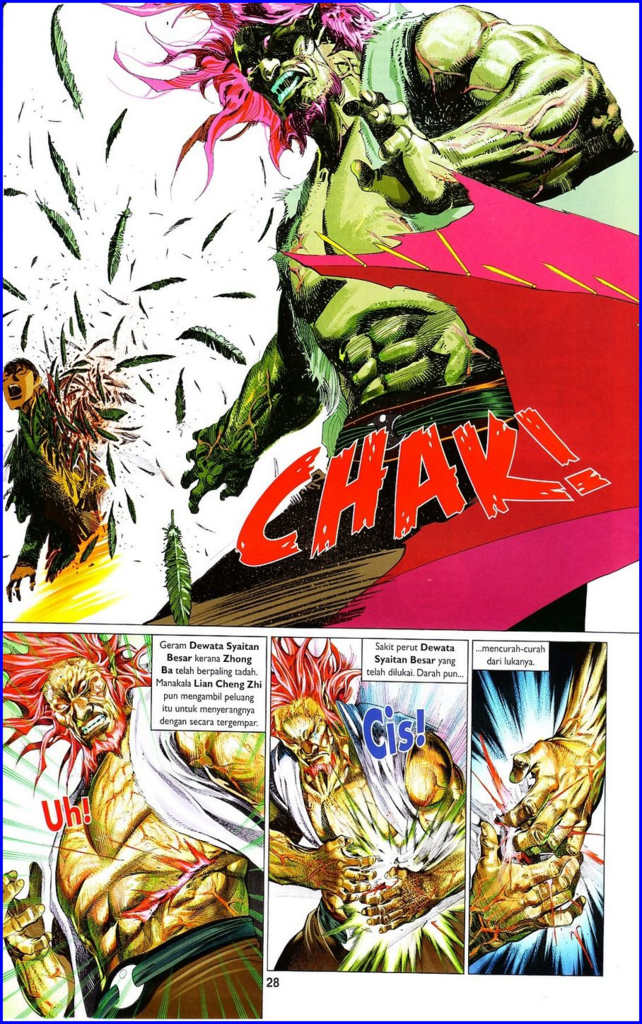 CHAK!
Geram Dewata Syaitan
Besar kerana Zhong
Ba telah berpaling tadah.
Manakala Lian Cheng Zhi
pun mengambil peluang
itu untuk menyerangnya
dengan secara tergempar.
Uh!
Sakit perut Dewata
Syaitan Besar yang
telah dilukai. Darah pun...
Cis!
...mencurah-curah
dari lukanya.
28